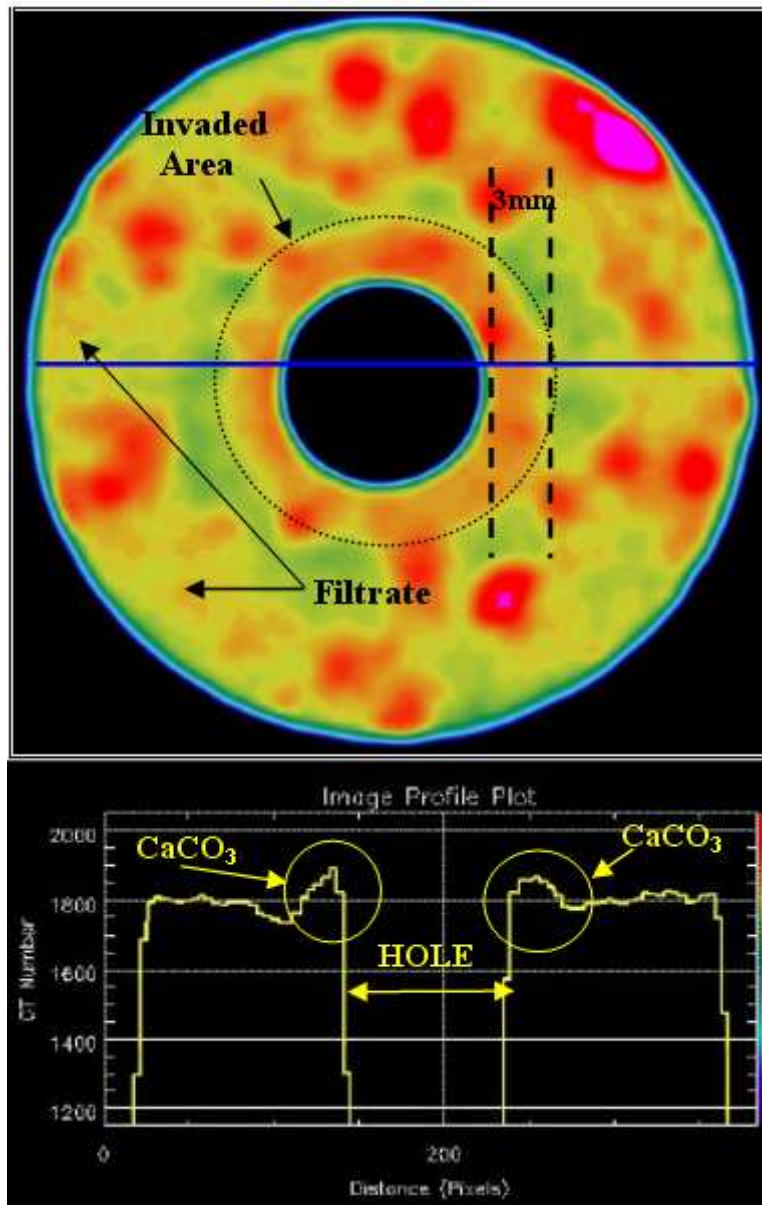 Invaded
Area
3mm
Filtrate
Image Profile Plot
CaCO₃
CaCO₃
HOLE
CT Number
2000
1800
1600
1400
1200
0
200
Distance (Pixels)